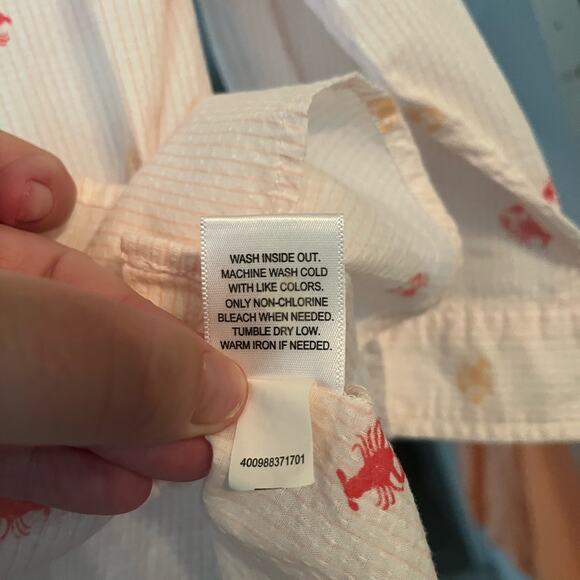 WASH INSIDE OUT.
MACHINE WASH COLD
WITH LIKE COLORS.
ONLY NON-CHLORINE
BLEACH WHEN NEEDED.
TUMBLE DRY LOW.
WARM IRON IF NEEDED.
400988371701